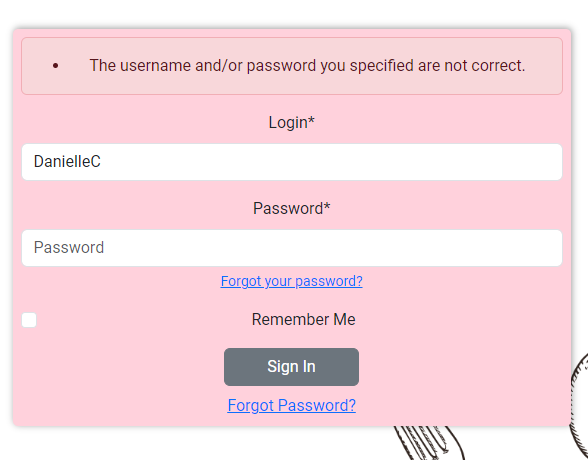 The username and/or password you specified are not correct.
Login*
DanielleC
Password*
Password
Forgot your password?
Remember Me
Sign In
Forgot Password?